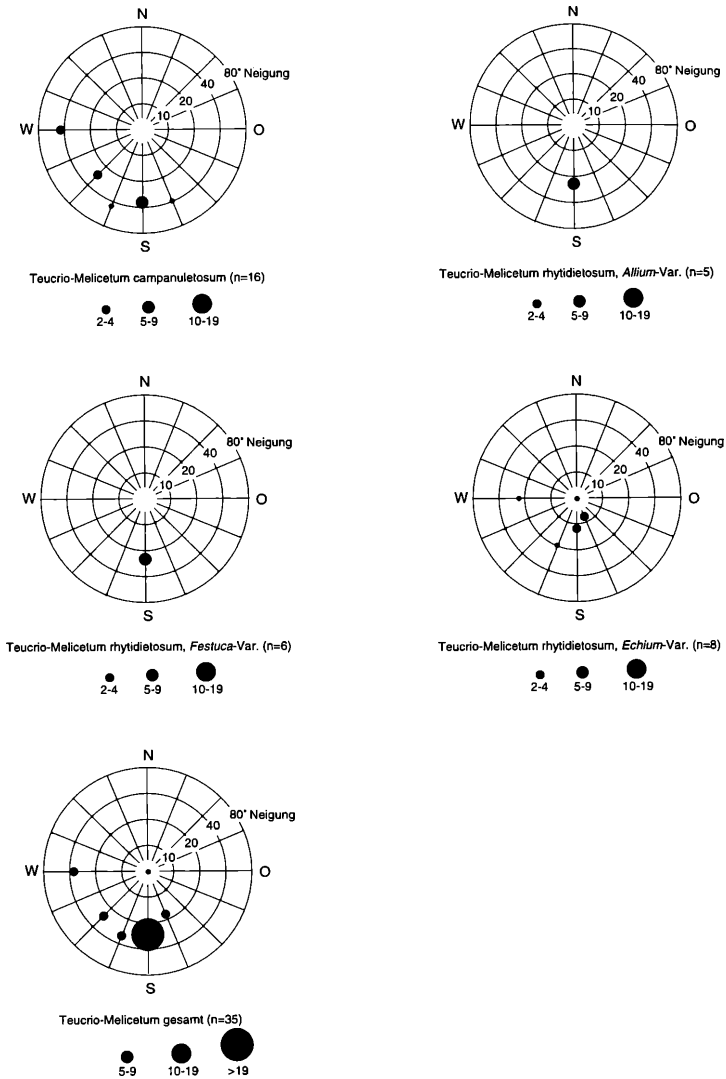 N
80° Neigung
40
20
10
W
O
S
Teucrio-Melicetum campanuletosum (n=16)
2-4 5-9 10-19
N
80° Neigung
40
20
10
W
O
S
Teucrio-Melicetum rhytidietosum, Allium-Var. (n=5)
2-4 5-9 10-19
N
80° Neigung
40
20
10
W
O
S
Teucrio-Melicetum rhytidietosum, Festuca-Var. (n=6)
2-4 5-9 10-19
N
80° Neigung
40
20
10
W
O
S
Teucrio-Melicetum rhytidietosum, Echium-Var. (n=8)
2-4 5-9 10-19
N
80° Neigung
40
20
10
W
O
S
Teucrio-Melicetum gesamt (n=35)
5-9 10-19 >19